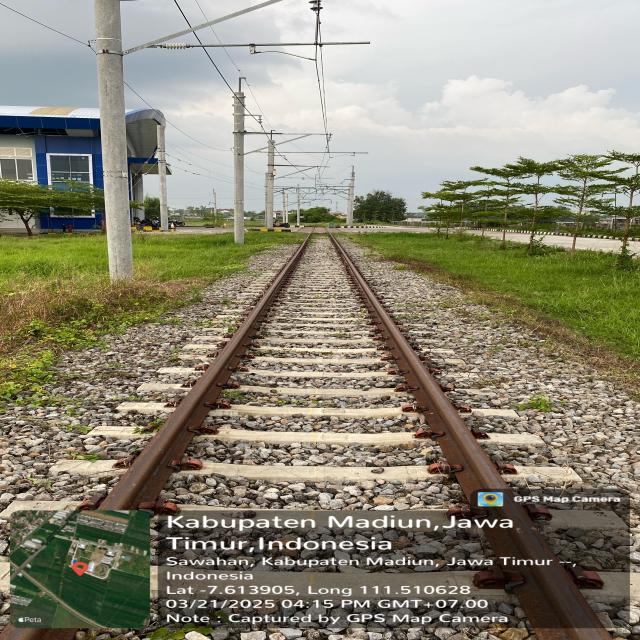 GPS Map Camera
Kabupaten Madiun,Jawa
Timur,Indonesia
Sawahan, Kabupaten Madiun, Jawa Timur --,
Indonesia
Lat -7.613905, Long 111.510628
03/21/2025 04:15 PM GMT+07.00
Note : Captured by GPS Map Camera
Peta